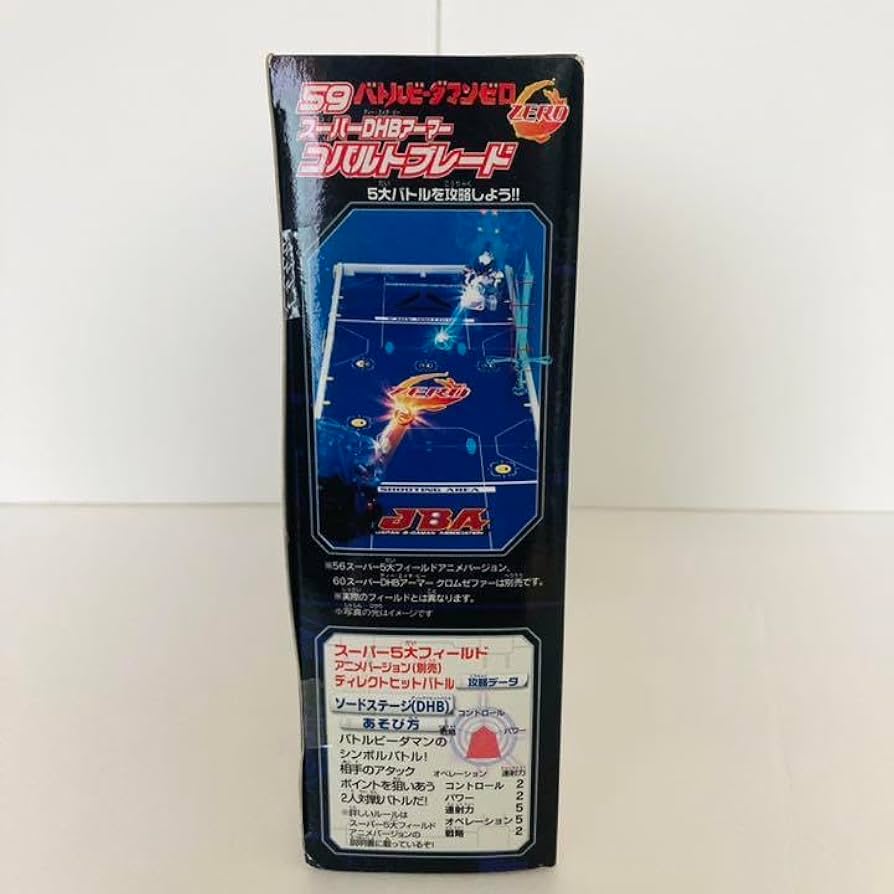 59 バトルビーダマンゼロ
ZERO
スーパーDHBアーマー
コバルトブレード
5大バトルを攻略しよう!!
ZERO
SHOOTING AREA
JBA
JAPAN B-DAMAN ASSOCIATION
※56スーパー5大フィールドアニメバージョン、
60スーパーDHBアーマー クロムゼファーは別売です。
※実際のフィールドとは異なります。
※写真の光はイメージです
スーパー5大フィールド
アニメバージョン(別売)
ディレクトヒットバトル
攻略データ
ソードステージ(DHB)
あそび方
バトルビーダマンの
シンボルバトル!
相手のアタック
ポイントを狙いあう
2人対戦バトルだ!
※詳しいルールは
スーパー5大フィールド
アニメバージョンの
説明書に載っているぞ!
コントロール
戦略
パワー
オペレーション
連射力
コントロール 2
パワー 2
連射力 5
オペレーション 5
戦略 2